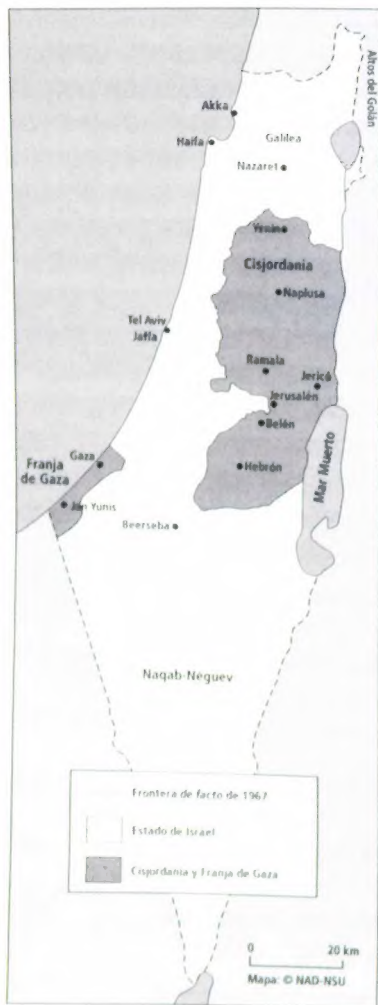 Altos del Golán
Akka
Haifa
Galilea
Nazaret
Yenín
Cisjordania
Naplusa
Tel Aviv
Jaffa
Ramala
Jericó
Jerusalén
Belén
Mar Muerto
Franja
de Gaza
Gaza
Hebrón
Jan Yunis
Beerseba
Naqab-Neguev
Frontera de facto de 1967
Estado de Israel
Cisjordania y Franja de Gaza
0 20 km
Mapa: © NAD-NSU